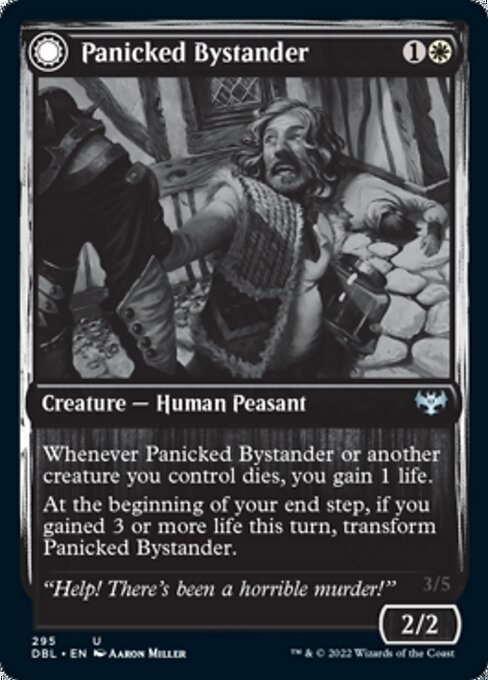 Panicked Bystander 1
Creature — Human Peasant
Whenever Panicked Bystander or another
creature you control dies, you gain 1 life.
At the beginning of your end step, if you
gained 3 or more life this turn, transform
Panicked Bystander.
“Help! There’s been a horrible murder!” 3/5
2/2
295 U
DBL • EN Aaron Miller ™ & © 2022 Wizards of the Coast